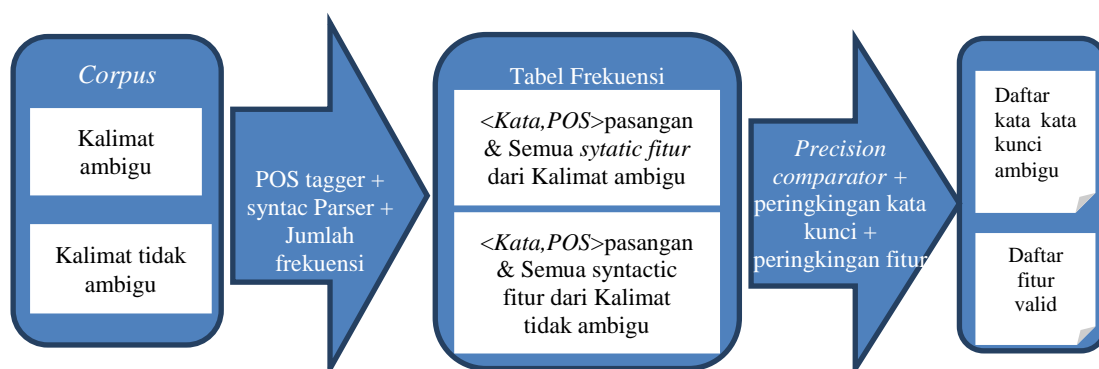 Corpus
Kalimat
ambigu
Kalimat tidak
ambigu
POS tagger +
syntac Parser +
Jumlah
frekuensi
Tabel Frekuensi
<Kata,POS>pasangan
& Semua sytatic fitur
dari Kalimat ambigu
<Kata,POS>pasangan
& Semua syntactic
fitur dari Kalimat
tidak ambigu
Precision
comparator +
peringkingan kata
kunci +
peringkingan fitur
Daftar
kata kata
kunci
ambigu
Daftar
fitur
valid